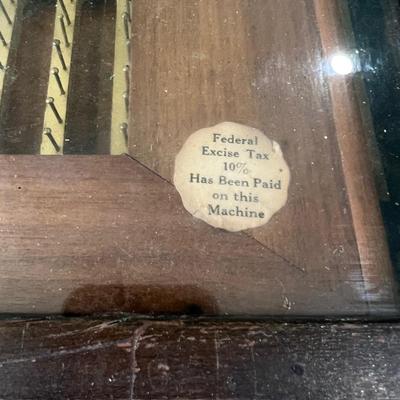 Federal
Excise Tax
10%
Has Been Paid
on this
Machine